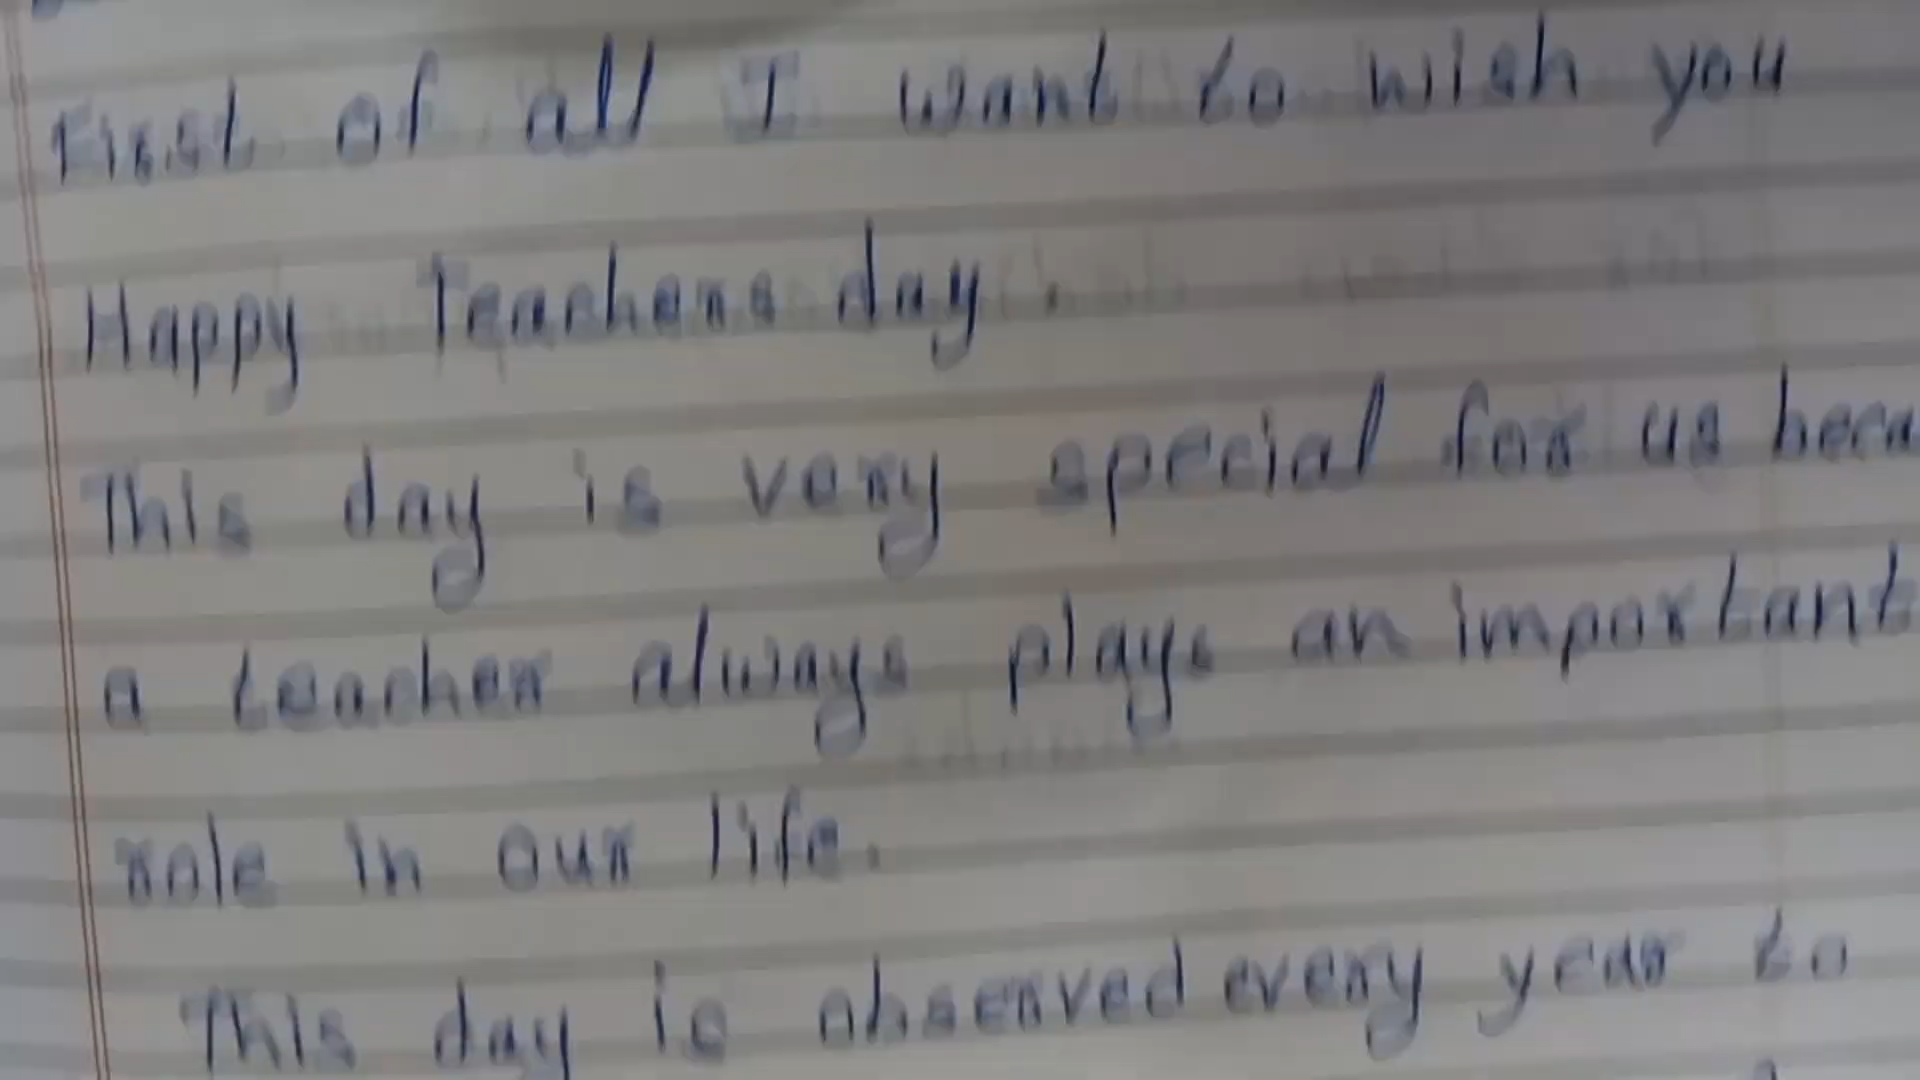 First of all I want to wish you
Happy Teachers day.
This day is very special for us beca
a teacher always plays an important
role in our life.
This day is observed every year to